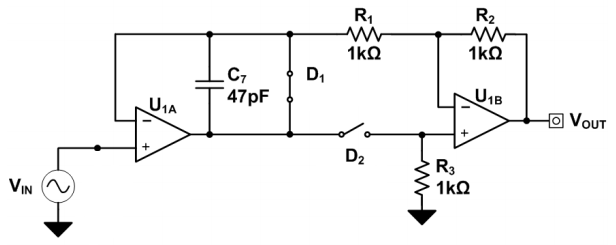 R1
1kΩ
R2
1kΩ
C7
47pF
D1
U1A
−
+
U1B
−
+
VOUT
D2
VIN
R3
1kΩ